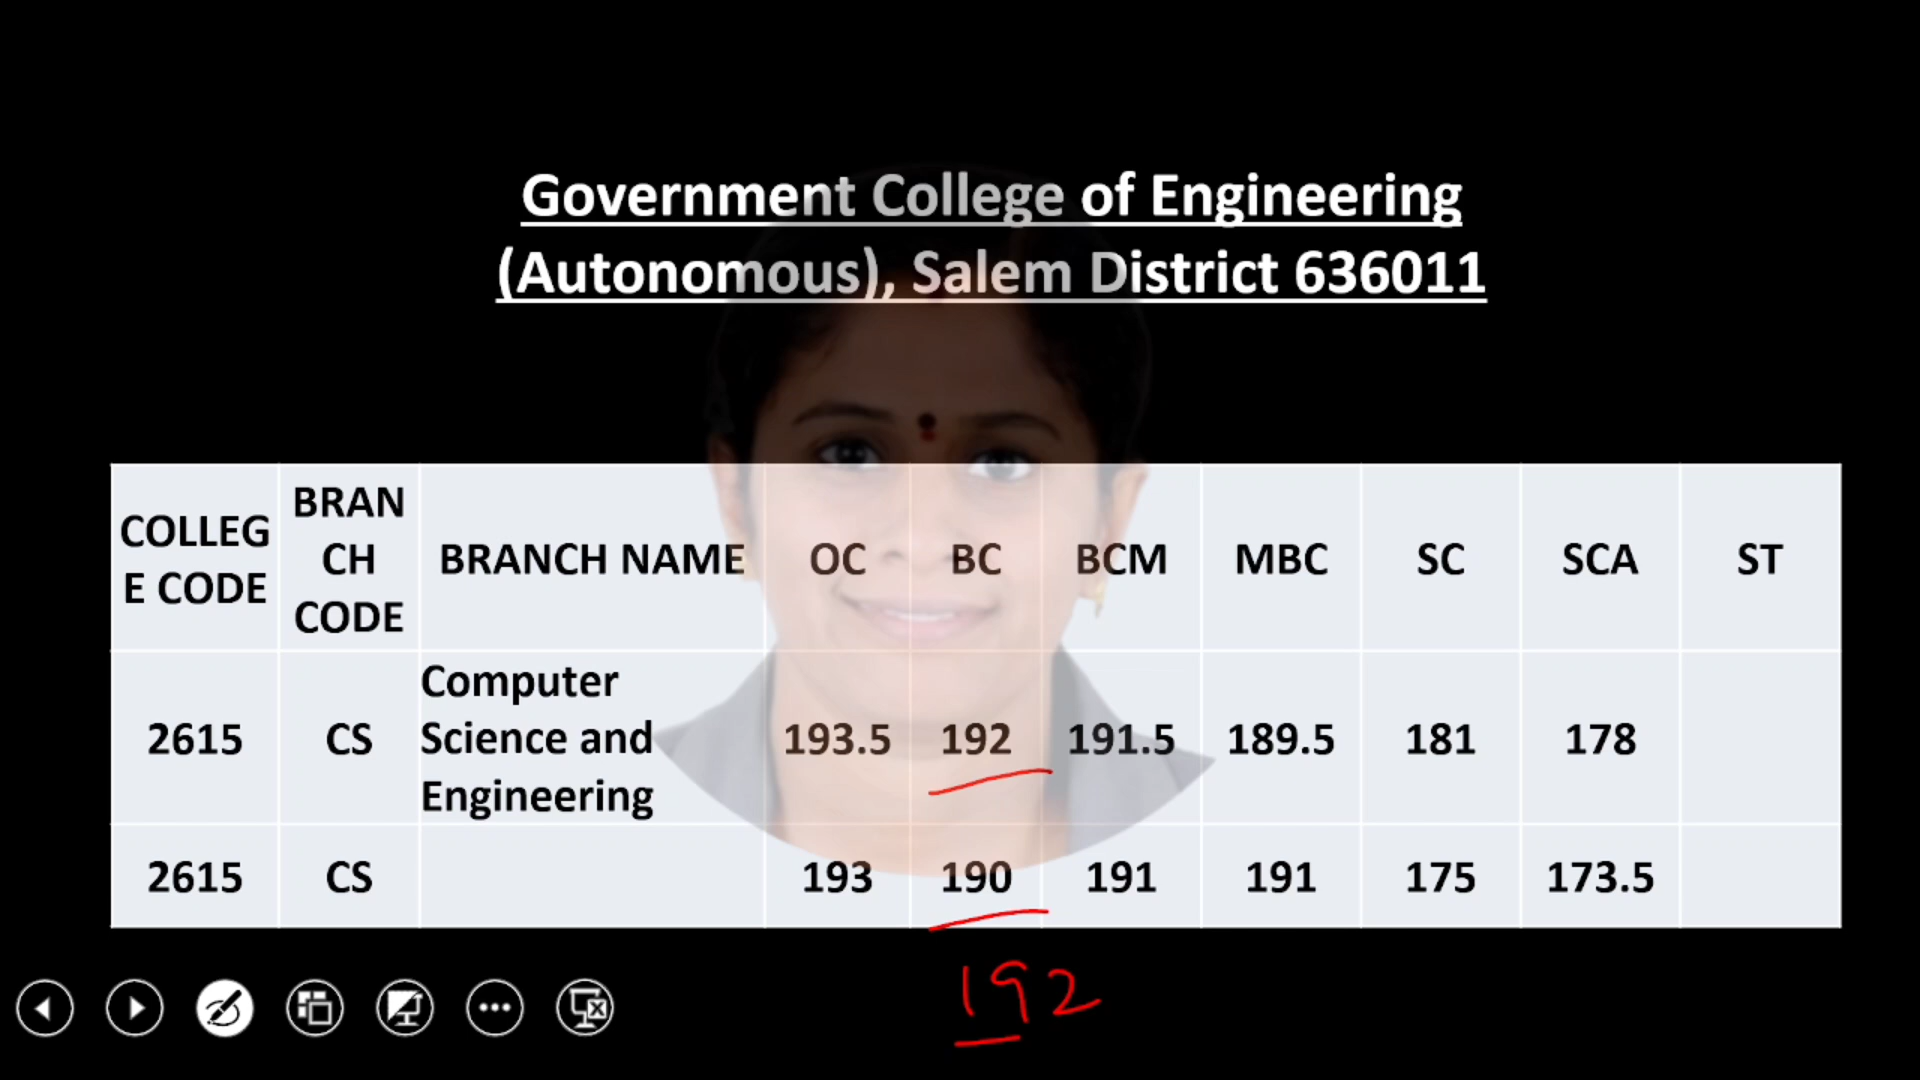 Government College of Engineering
(Autonomous), Salem District 636011
COLLEG
E CODE
BRAN
CH
CODE
BRANCH NAME
OC
BC
BCM
MBC
SC
SCA
ST
2615
CS
Computer
Science and
Engineering
193.5
192
191.5
189.5
181
178
2615
CS
193
190
191
191
175
173.5
192